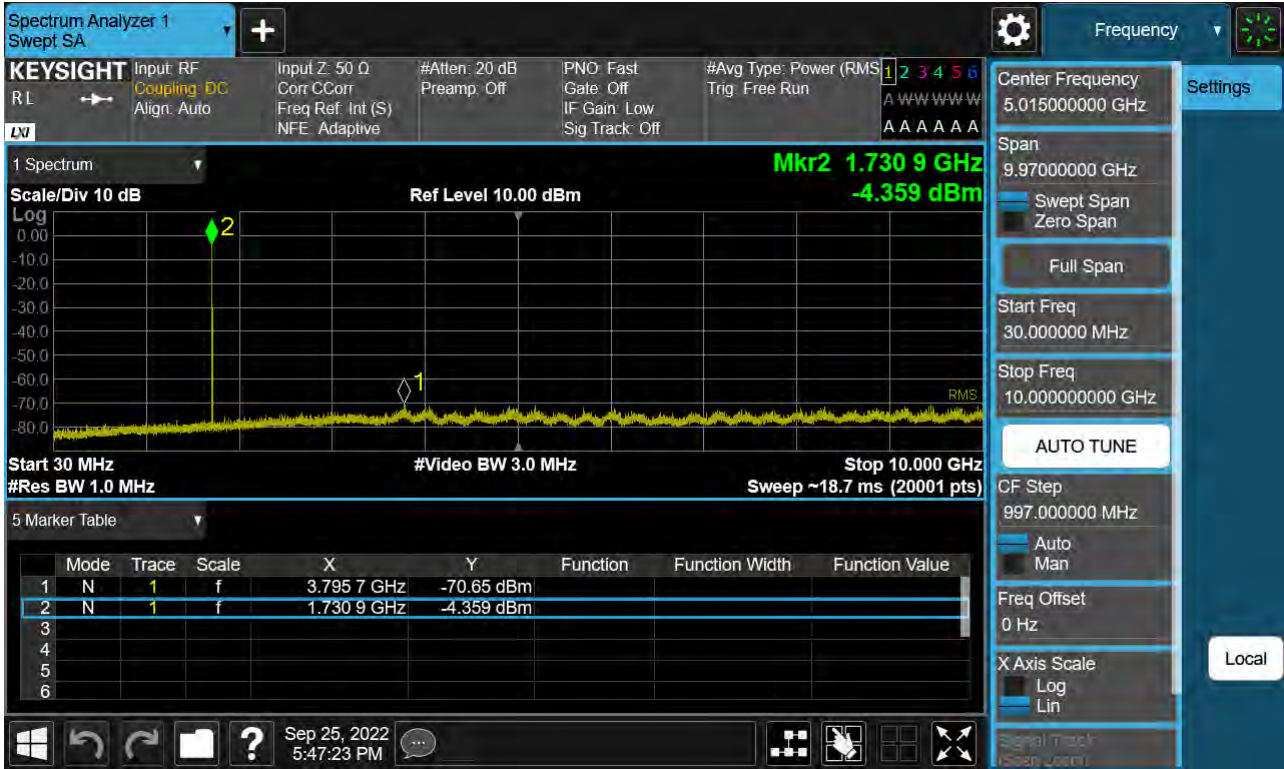 Spectrum Analyzer 1
Swept SA
Frequency
KEYSIGHT
RL
LXI
Input: RF
Coupling: DC
Align: Auto
Input Z: 50 Ω
Corr CCorr
Freq Ref: Int (S)
NFE: Adaptive
#Atten: 20 dB
Preamp: Off
PNO: Fast
Gate: Off
IF Gain: Low
Sig Track: Off
#Avg Type: Power (RMS
Trig: Free Run
1 2 3 4 5 6
A W W W W W
A A A A A A
1 Spectrum
Mkr2 1.730 9 GHz
-4.359 dBm
Scale/Div 10 dB
Ref Level 10.00 dBm
Log
0.00
-10.0
-20.0
-30.0
-40.0
-50.0
-60.0
-70.0
-80.0
2
1
RMS
Start 30 MHz
#Video BW 3.0 MHz
Stop 10.000 GHz
#Res BW 1.0 MHz
Sweep ~18.7 ms (20001 pts)
5 Marker Table
Mode Trace Scale X Y Function Function Width Function Value
1 N 1 f 3.795 7 GHz -70.65 dBm
2 N 1 f 1.730 9 GHz -4.359 dBm
3
4
5
6
Sep 25, 2022
5:47:23 PM
Center Frequency
5.015000000 GHz
Span
9.97000000 GHz
Swept Span
Zero Span
Full Span
Start Freq
30.000000 MHz
Stop Freq
10.000000000 GHz
AUTO TUNE
CF Step
997.000000 MHz
Auto
Man
Freq Offset
0 Hz
X Axis Scale
Log
Lin
Signal Track
(Span Zoom)
Settings
Local